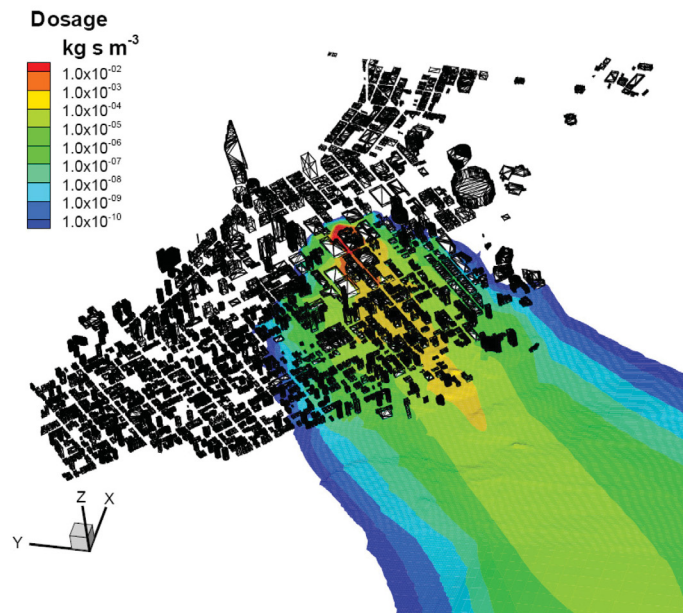 Dosage
kg s m⁻³
1.0x10⁻⁰²
1.0x10⁻⁰³
1.0x10⁻⁰⁴
1.0x10⁻⁰⁵
1.0x10⁻⁰⁶
1.0x10⁻⁰⁷
1.0x10⁻⁰⁸
1.0x10⁻⁰⁹
1.0x10⁻¹⁰
Z X
Y